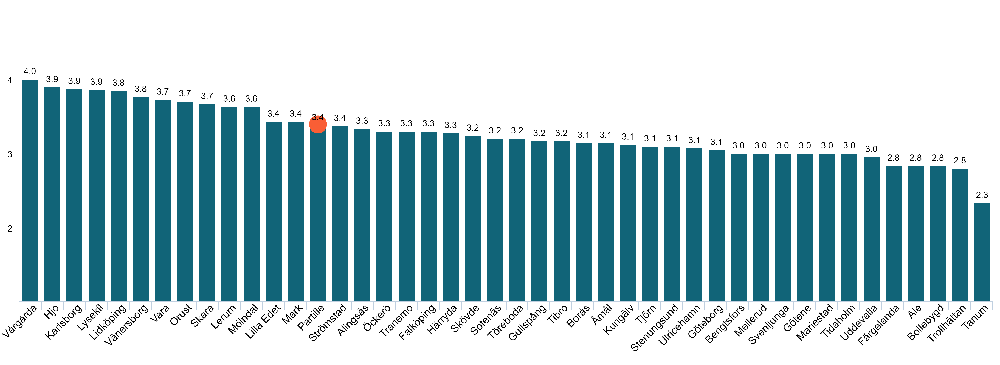 4.0 3.9 3.9 3.9 3.8 3.8 3.7 3.7 3.7 3.6 3.6 3.4 3.4 3.4 3.4 3.3 3.3 3.3 3.3 3.3 3.2 3.2 3.2 3.2 3.2 3.1 3.1 3.1 3.1 3.1 3.1 3.1 3.0 3.0 3.0 3.0 3.0 3.0 3.0 2.8 2.8 2.8 2.8 2.3
4
3
2
Vårgårda Hjo Karlsborg Lysekil Lidköping Vänersborg Vara Orust Skara Lerum Mölndal Lilla Edet Mark Partille Strömstad Alingsås Öckerö Tranemo Falköping Härryda Skövde Sotenäs Töreboda Gullspång Tibro Borås Åmål Kungälv Tjörn Stenungsund Ulricehamn Göteborg Bengtsfors Mellerud Svenljunga Götene Mariestad Tidaholm Uddevalla Färgelanda Ale Bollebygd Trollhättan Tanum